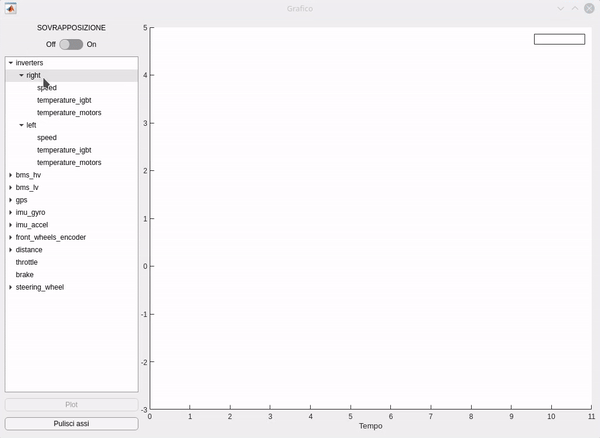 Grafico
SOVRAPPOSIZIONE
Off On
inverters
right
speed
temperature_igbt
temperature_motors
left
speed
temperature_igbt
temperature_motors
bms_hv
bms_lv
gps
imu_gyro
imu_accel
front_wheels_encoder
distance
throttle
brake
steering_wheel
Plot
Pulisci assi
5
4
3
2
1
0
-1
-2
-3
0 1 2 3 4 5 6 7 8 9 10 11
Tempo